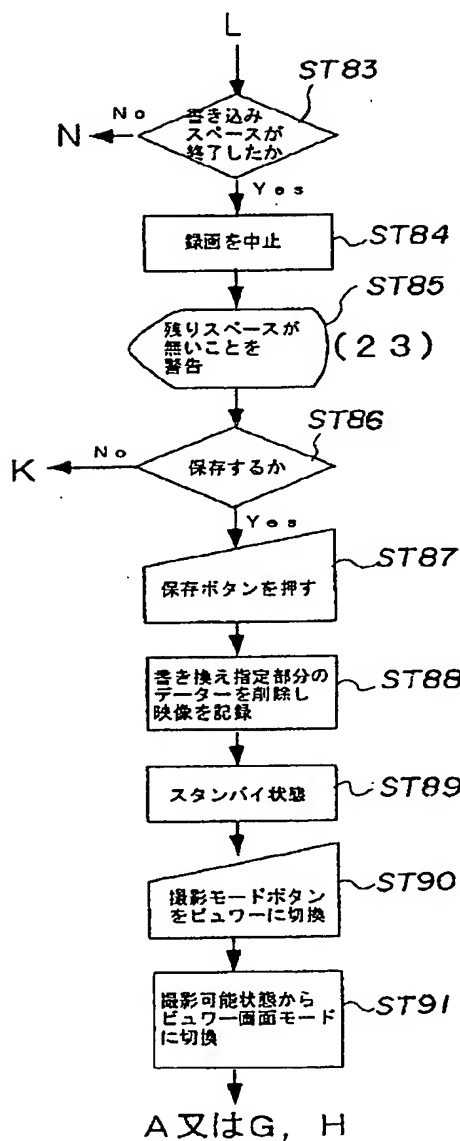 L
ST83
書き込み
スペースが
終了したか
No
N
Yes
録画を中止
ST84
ST85
残りスペースが
無いことを
警告
(23)
ST86
保存するか
No
K
Yes
ST87
保存ボタンを押す
書き換え指定部分の
データーを削除し
映像を記録
ST88
スタンバイ状態
ST89
撮影モードボタン
をビュワーに切換
ST90
撮影可能状態から
ビュワー画面モード
に切換
ST91
A又はG, H